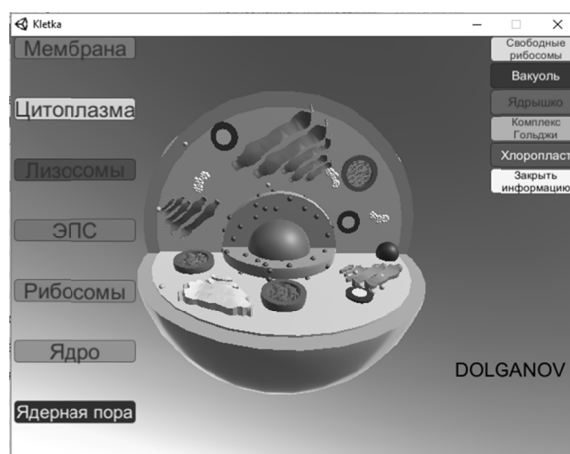 Kletka
Мембрана
Цитоплазма
Лизосомы
ЭПС
Рибосомы
Ядро
Ядерная пора
Свободные
рибосомы
Вакуоль
Ядрышко
Комплекс
Гольджи
Хлоропласт
Закрыть
информацию
DOLGANOV